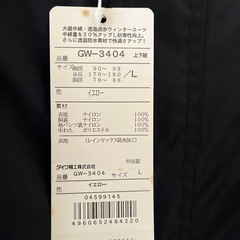 大極中綿・透湿防水ウィンタースーツ
中綿量を20%アップし防寒性向上。
さらに透湿防水素材で快適さアップ!
品番 GW-3404 上下組
サイズ 胸囲 90 ~ 98
身長 170~180 /L
胴囲 78 ~ 88
色 イエロー
素材
表地 ナイロン 100%
胴裏 ナイロン 100%
袖パンツ裏 ナイロン 100%
中わた ポリエステル 100%
表地 (レインマックス防水加工)
中国製
ダイワ精工株式会社
品番 GW-3404 サイズ L
色 イエロー
04599145
4960652484220